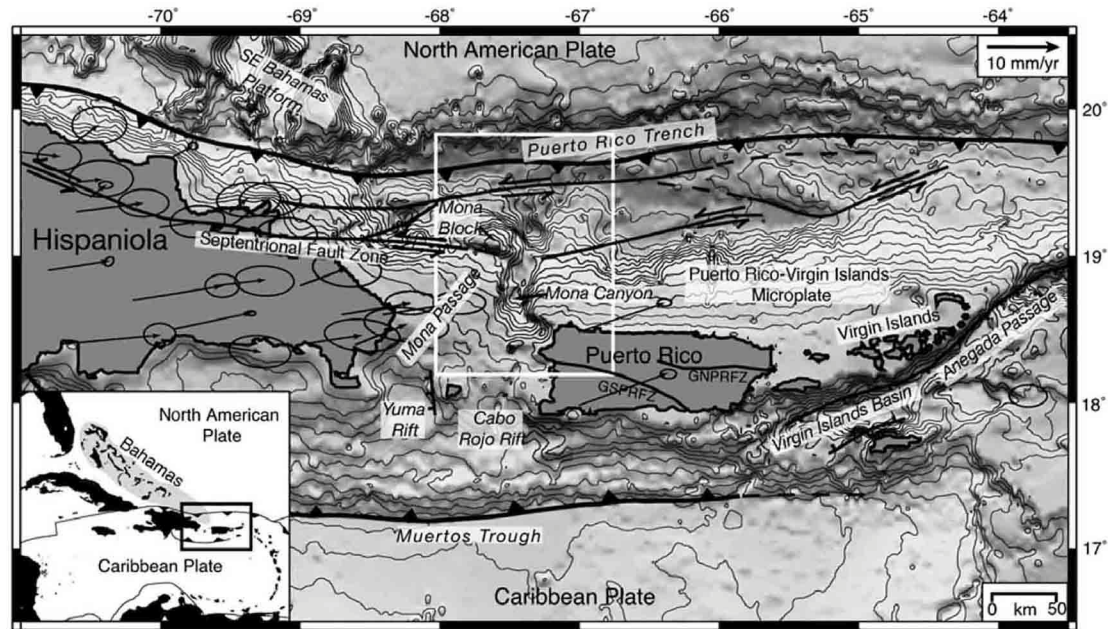 -70
-69
-68
-67
-66
-65
-64
North American Plate
10 mm/yr
SE Bahamas
Platform
20°
Puerto Rico Trench
Mona
Block
Hispaniola
Septentrional Fault Zone
19°
Mona Passage
Mona Canyon
Puerto Rico-Virgin Islands
Microplate
Virgin Islands
Anegada Passage
Puerto Rico
GNPRFZ
GSPRFZ
18°
Yuma
Rift
Cabo
Rojo Rift
Virgin Islands Basin
North American
Plate
Bahamas
Caribbean Plate
Muertos Trough
17°
Caribbean Plate
0 km 50